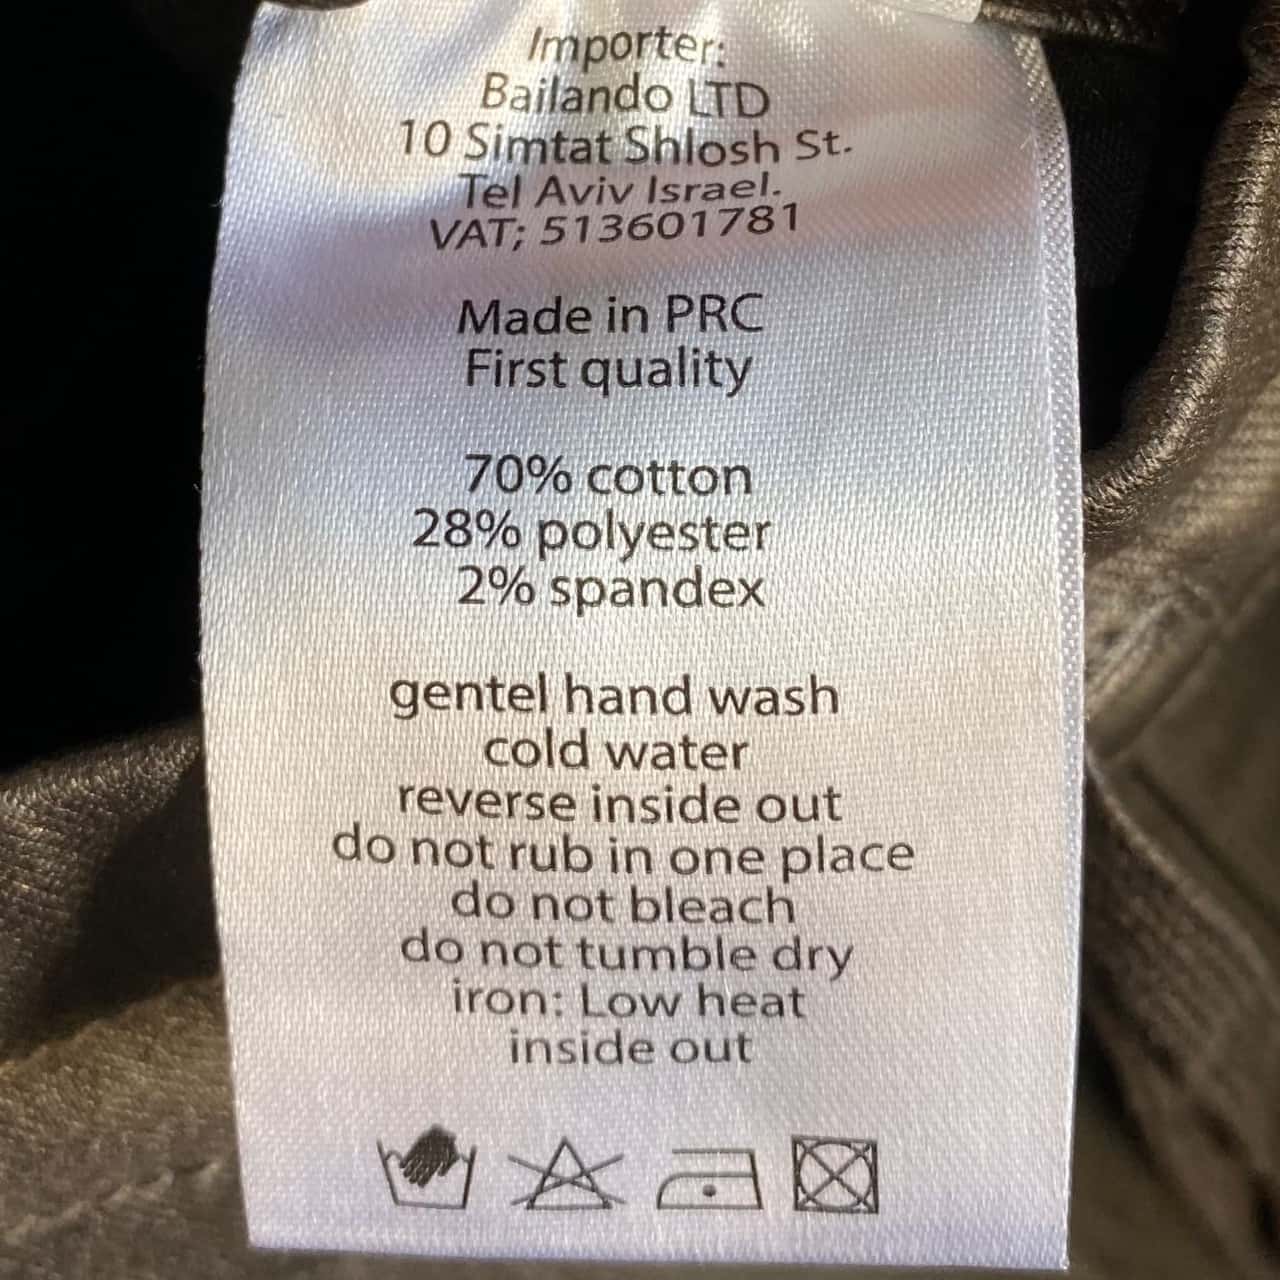 Importer:
Bailando LTD
10 Simtat Shlosh St.
Tel Aviv Israel.
VAT; 513601781
Made in PRC
First quality
70% cotton
28% polyester
2% spandex
gentel hand wash
cold water
reverse inside out
do not rub in one place
do not bleach
do not tumble dry
iron: Low heat
inside out